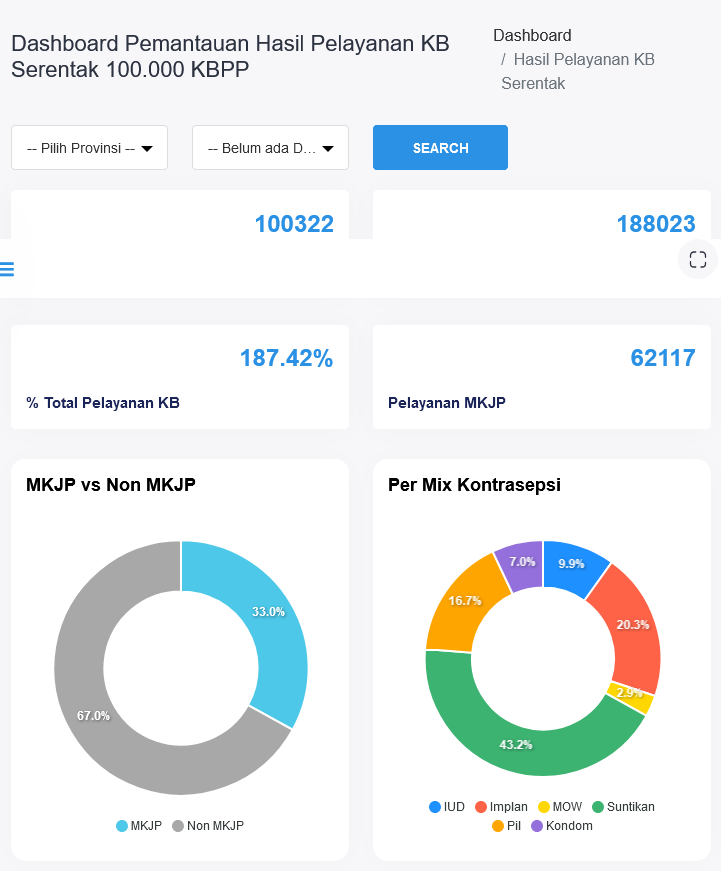 Dashboard Pemantauan Hasil Pelayanan KB
Serentak 100.000 KBPP
Dashboard
/ Hasil Pelayanan KB
Serentak
-- Pilih Provinsi --
-- Belum ada D...
SEARCH
100322
188023
187.42%
% Total Pelayanan KB
62117
Pelayanan MKJP
MKJP vs Non MKJP
33.0%
67.0%
MKJP Non MKJP
Per Mix Kontrasepsi
7.0%
9.9%
16.7%
20.3%
2.9%
43.2%
IUD Implan MOW Suntikan
Pil Kondom